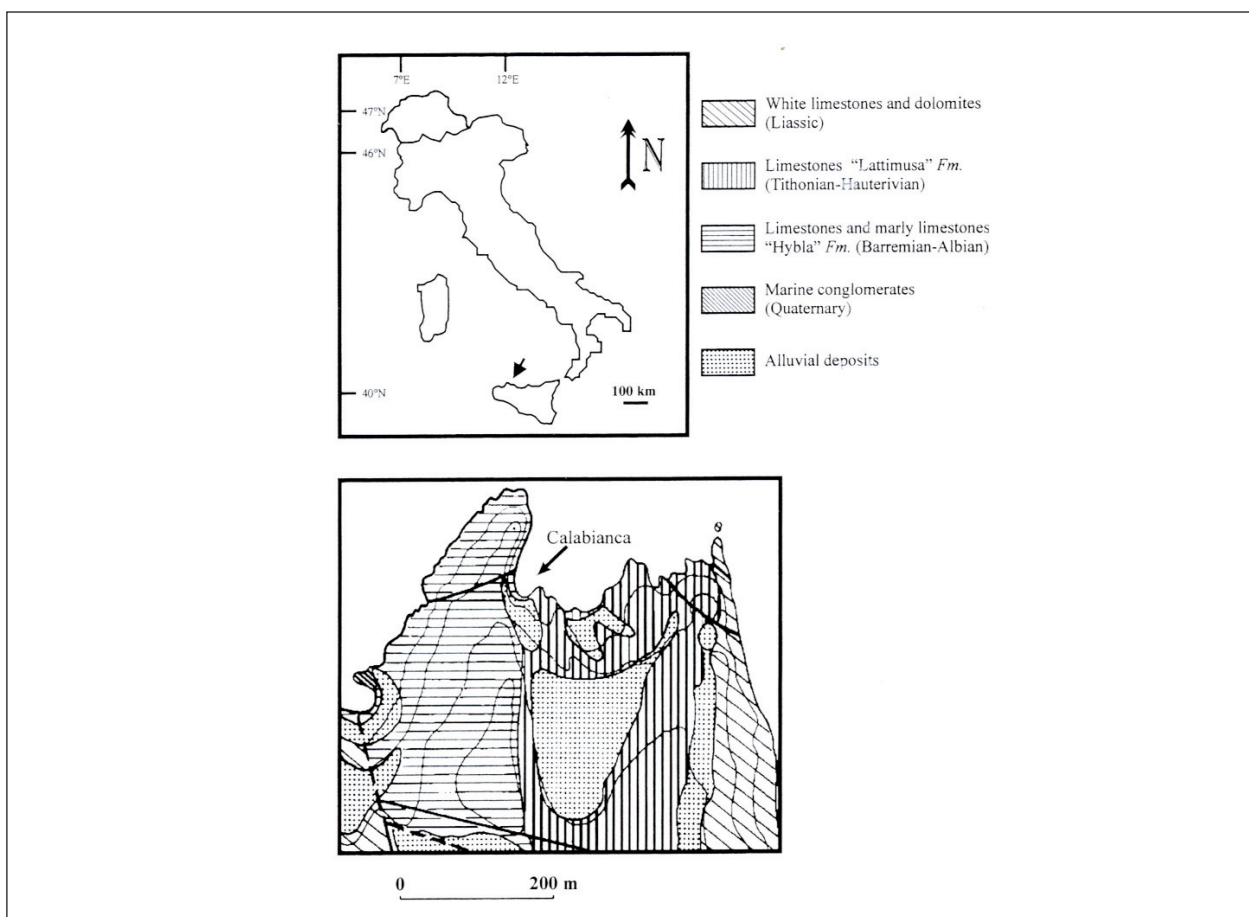 7°E 12°E
47°N
46°N
N
40°N
100 km
White limestones and dolomites
(Liassic)
Limestones “Lattimusa” Fm.
(Tithonian-Hauterivian)
Limestones and marly limestones
“Hybla” Fm. (Barremian-Albian)
Marine conglomerates
(Quaternary)
Alluvial deposits
Calabianca
0 200 m